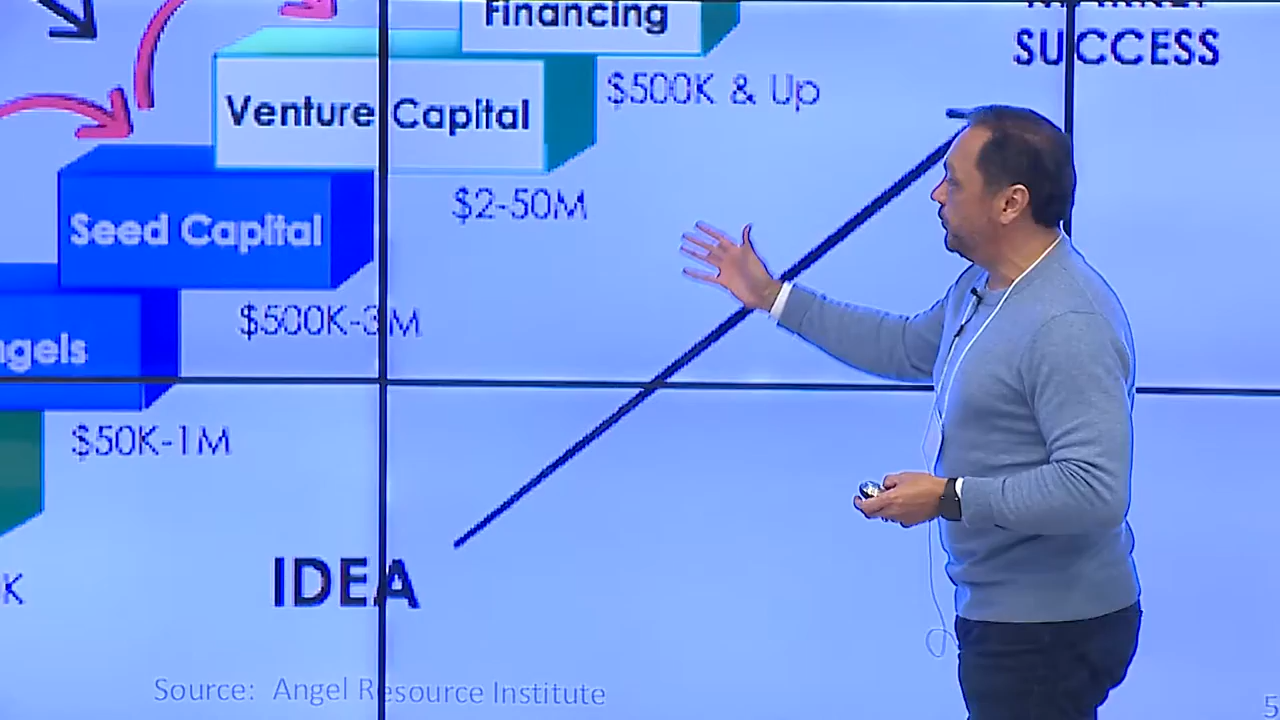 Financing
SUCCESS
$500K & Up
Venture Capital
$2-50M
Seed Capital
$500K-3M
ngels
$50K-1M
K
IDEA
Source: Angel Resource Institute
5